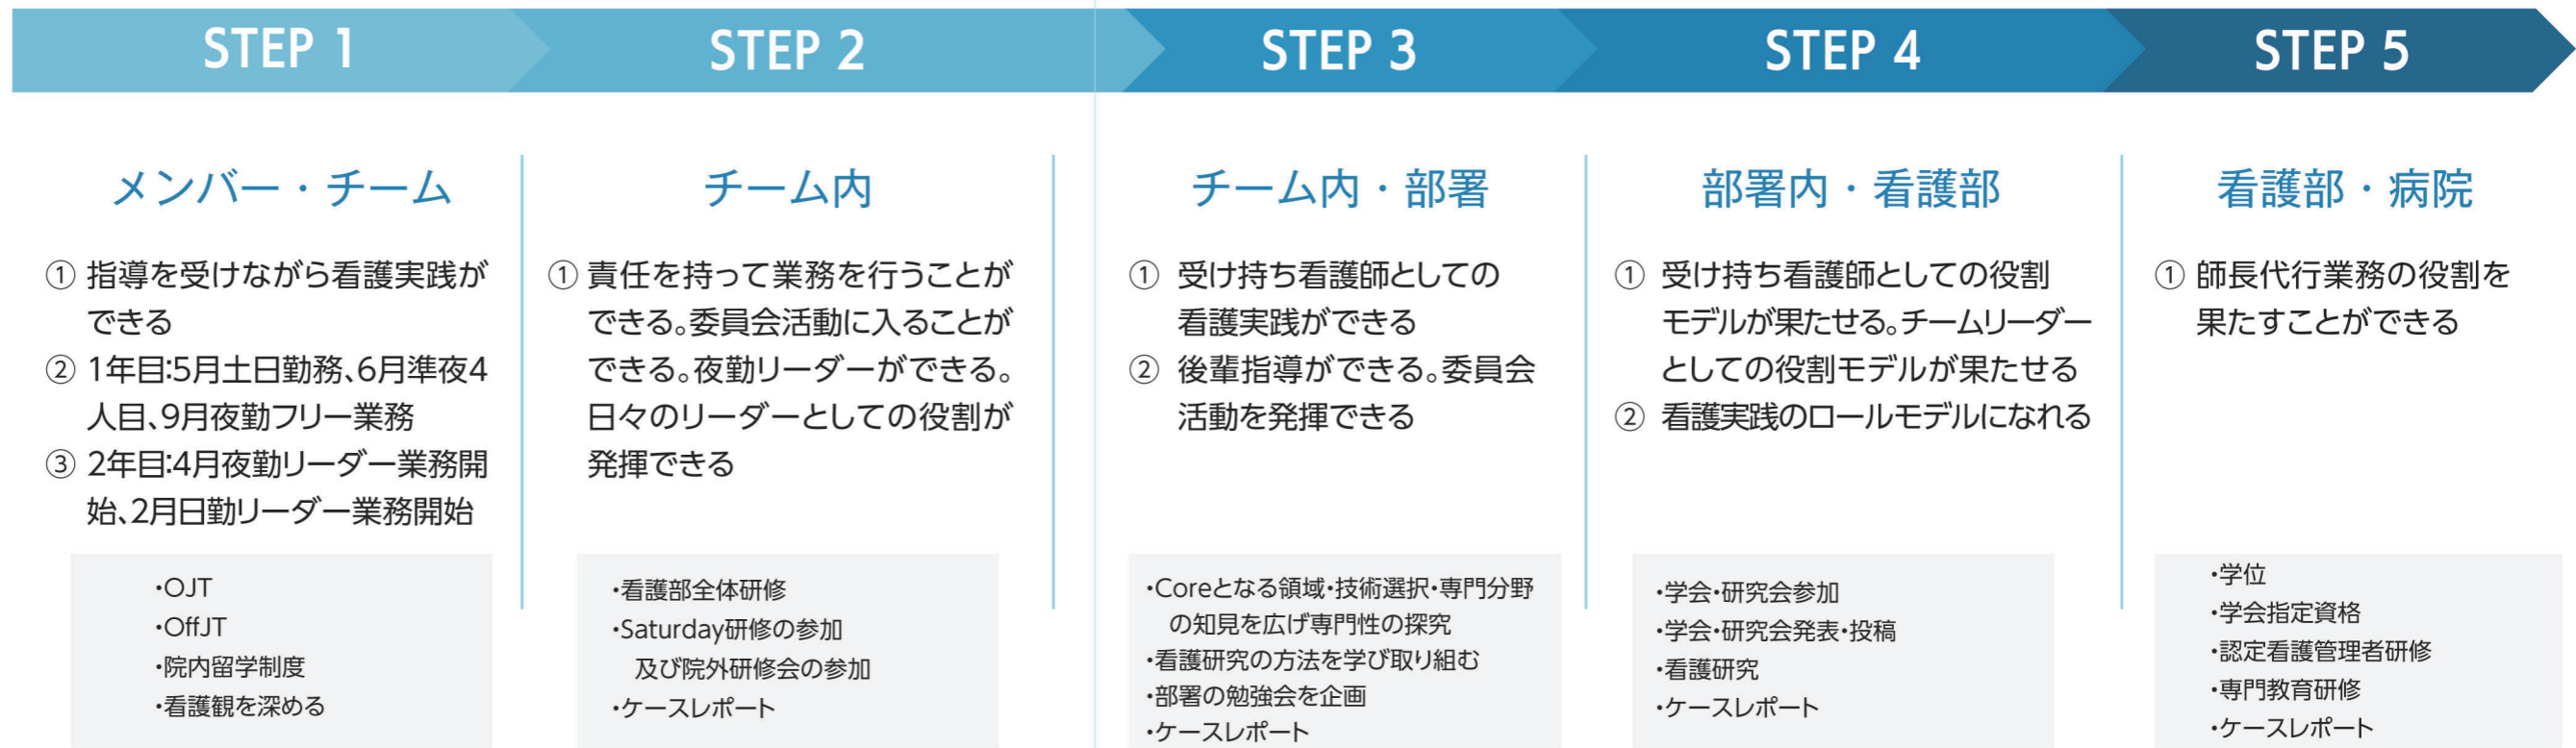 STEP 1
STEP 2
STEP 3
STEP 4
STEP 5
メンバー・チーム
① 指導を受けながら看護実践が
できる
② 1年目:5月土日勤務、6月準夜4
人目、9月夜勤フリー業務
③ 2年目:4月夜勤リーダー業務開
始、2月日勤リーダー業務開始
・OJT
・OffJT
・院内留学制度
・看護観を深める
チーム内
① 責任を持って業務を行うことが
できる。委員会活動に入ることが
できる。夜勤リーダーができる。
日々のリーダーとしての役割が
発揮できる
・看護部全体研修
・Saturday研修の参加
及び院外研修会の参加
・ケースレポート
チーム内・部署
① 受け持ち看護師としての
看護実践ができる
② 後輩指導ができる。委員会
活動を発揮できる
・Coreとなる領域・技術選択・専門分野
の知見を広げ専門性の探究
・看護研究の方法を学び取り組む
・部署の勉強会を企画
・ケースレポート
部署内・看護部
① 受け持ち看護師としての役割
モデルが果たせる。チームリーダー
としての役割モデルが果たせる
② 看護実践のロールモデルになれる
・学会・研究会参加
・学会・研究会発表・投稿
・看護研究
・ケースレポート
看護部・病院
① 師長代行業務の役割を
果たすことができる
・学位
・学会指定資格
・認定看護管理者研修
・専門教育研修
・ケースレポート